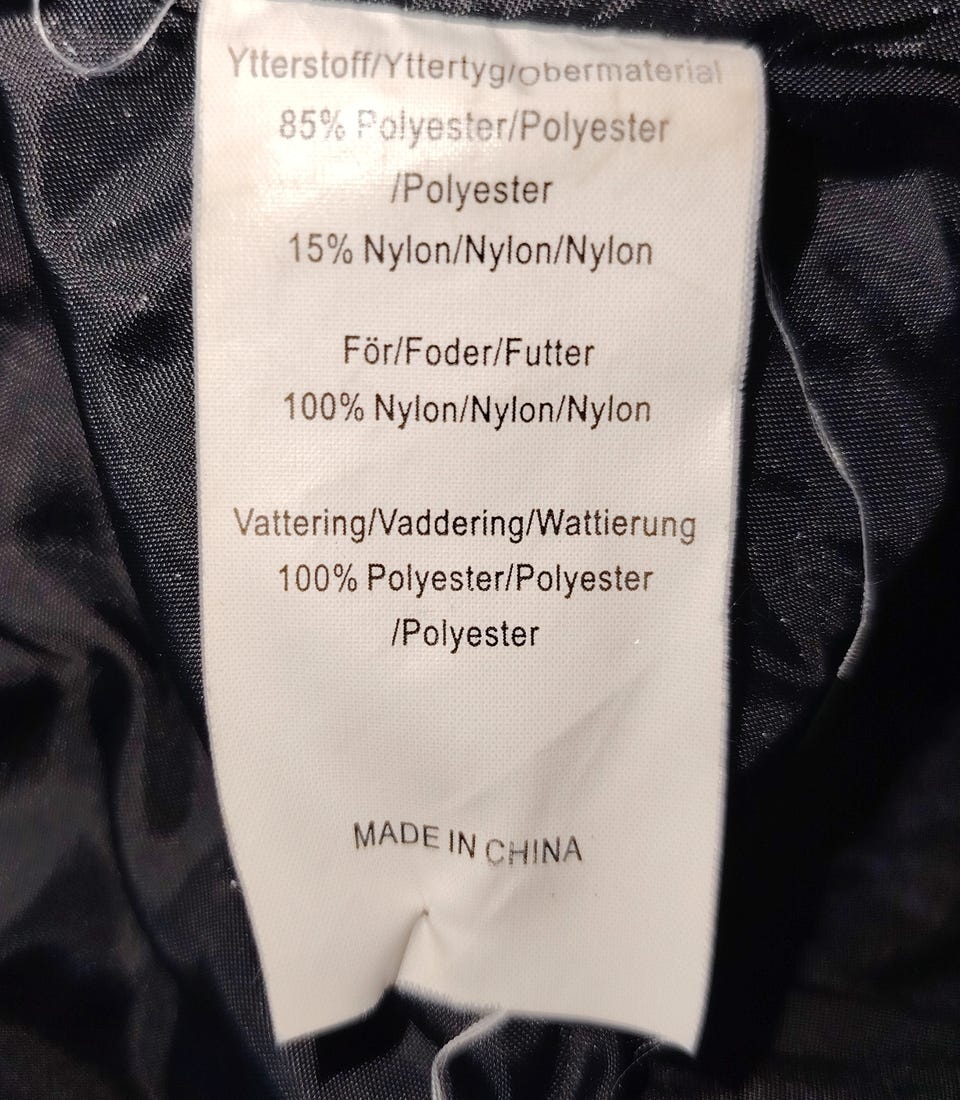 Ytterstoff/Yttertyg/Obermaterial
85% Polyester/Polyester
/Polyester
15% Nylon/Nylon/Nylon
För/Foder/Futter
100% Nylon/Nylon/Nylon
Vattering/Vaddering/Wattierung
100% Polyester/Polyester
/Polyester
MADE IN CHINA